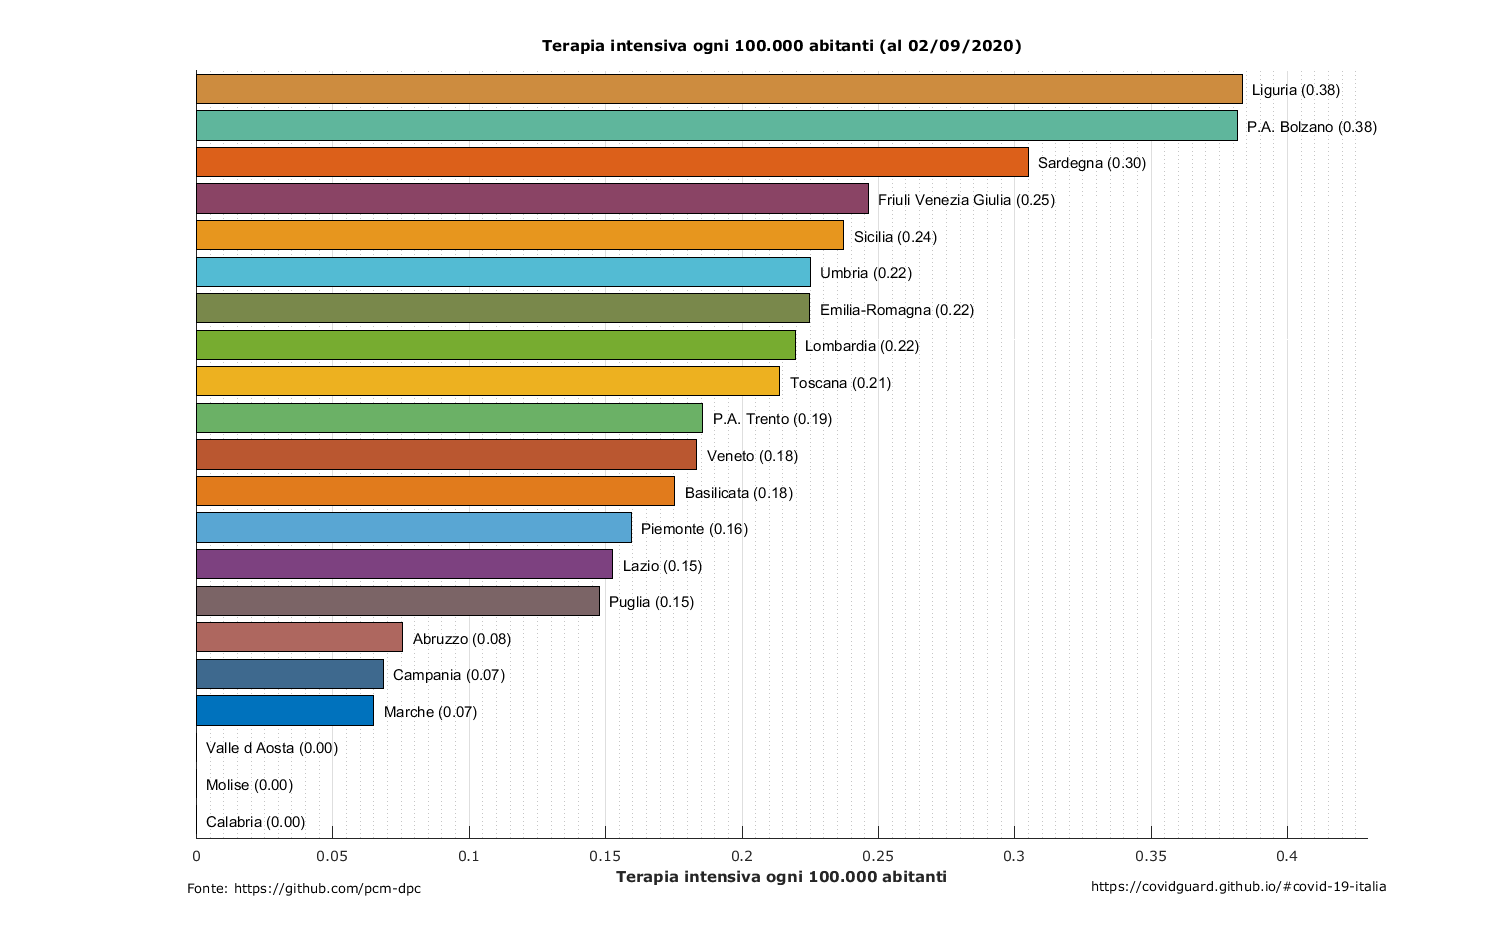 Terapia intensiva ogni 100.000 abitanti (al 02/09/2020)
Liguria (0.38)
P.A. Bolzano (0.38)
Sardegna (0.30)
Friuli Venezia Giulia (0.25)
Sicilia (0.24)
Umbria (0.22)
Emilia-Romagna (0.22)
Lombardia (0.22)
Toscana (0.21)
P.A. Trento (0.19)
Veneto (0.18)
Basilicata (0.18)
Piemonte (0.16)
Lazio (0.15)
Puglia (0.15)
Abruzzo (0.08)
Campania (0.07)
Marche (0.07)
Valle d Aosta (0.00)
Molise (0.00)
Calabria (0.00)
0 0.05 0.1 0.15 0.2 0.25 0.3 0.35 0.4
Terapia intensiva ogni 100.000 abitanti
Fonte: https://github.com/pcm-dpc
https://covidguard.github.io/#covid-19-italia